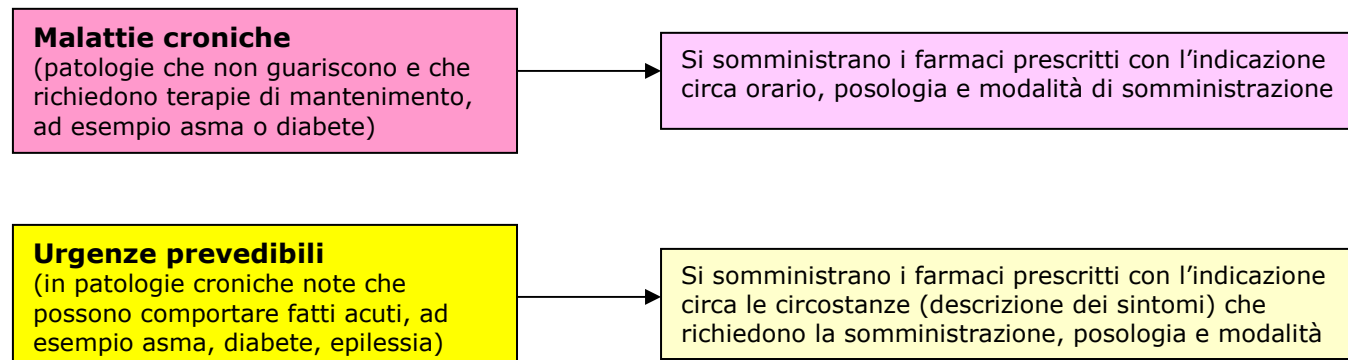 Malattie croniche
(patologie che non guariscono e che
richiedono terapie di mantenimento,
ad esempio asma o diabete)
Si somministrano i farmaci prescritti con l’indicazione
circa orario, posologia e modalità di somministrazione
Urgenze prevedibili
(in patologie croniche note che
possono comportare fatti acuti, ad
esempio asma, diabete, epilessia)
Si somministrano i farmaci prescritti con l’indicazione
circa le circostanze (descrizione dei sintomi) che
richiedono la somministrazione, posologia e modalità